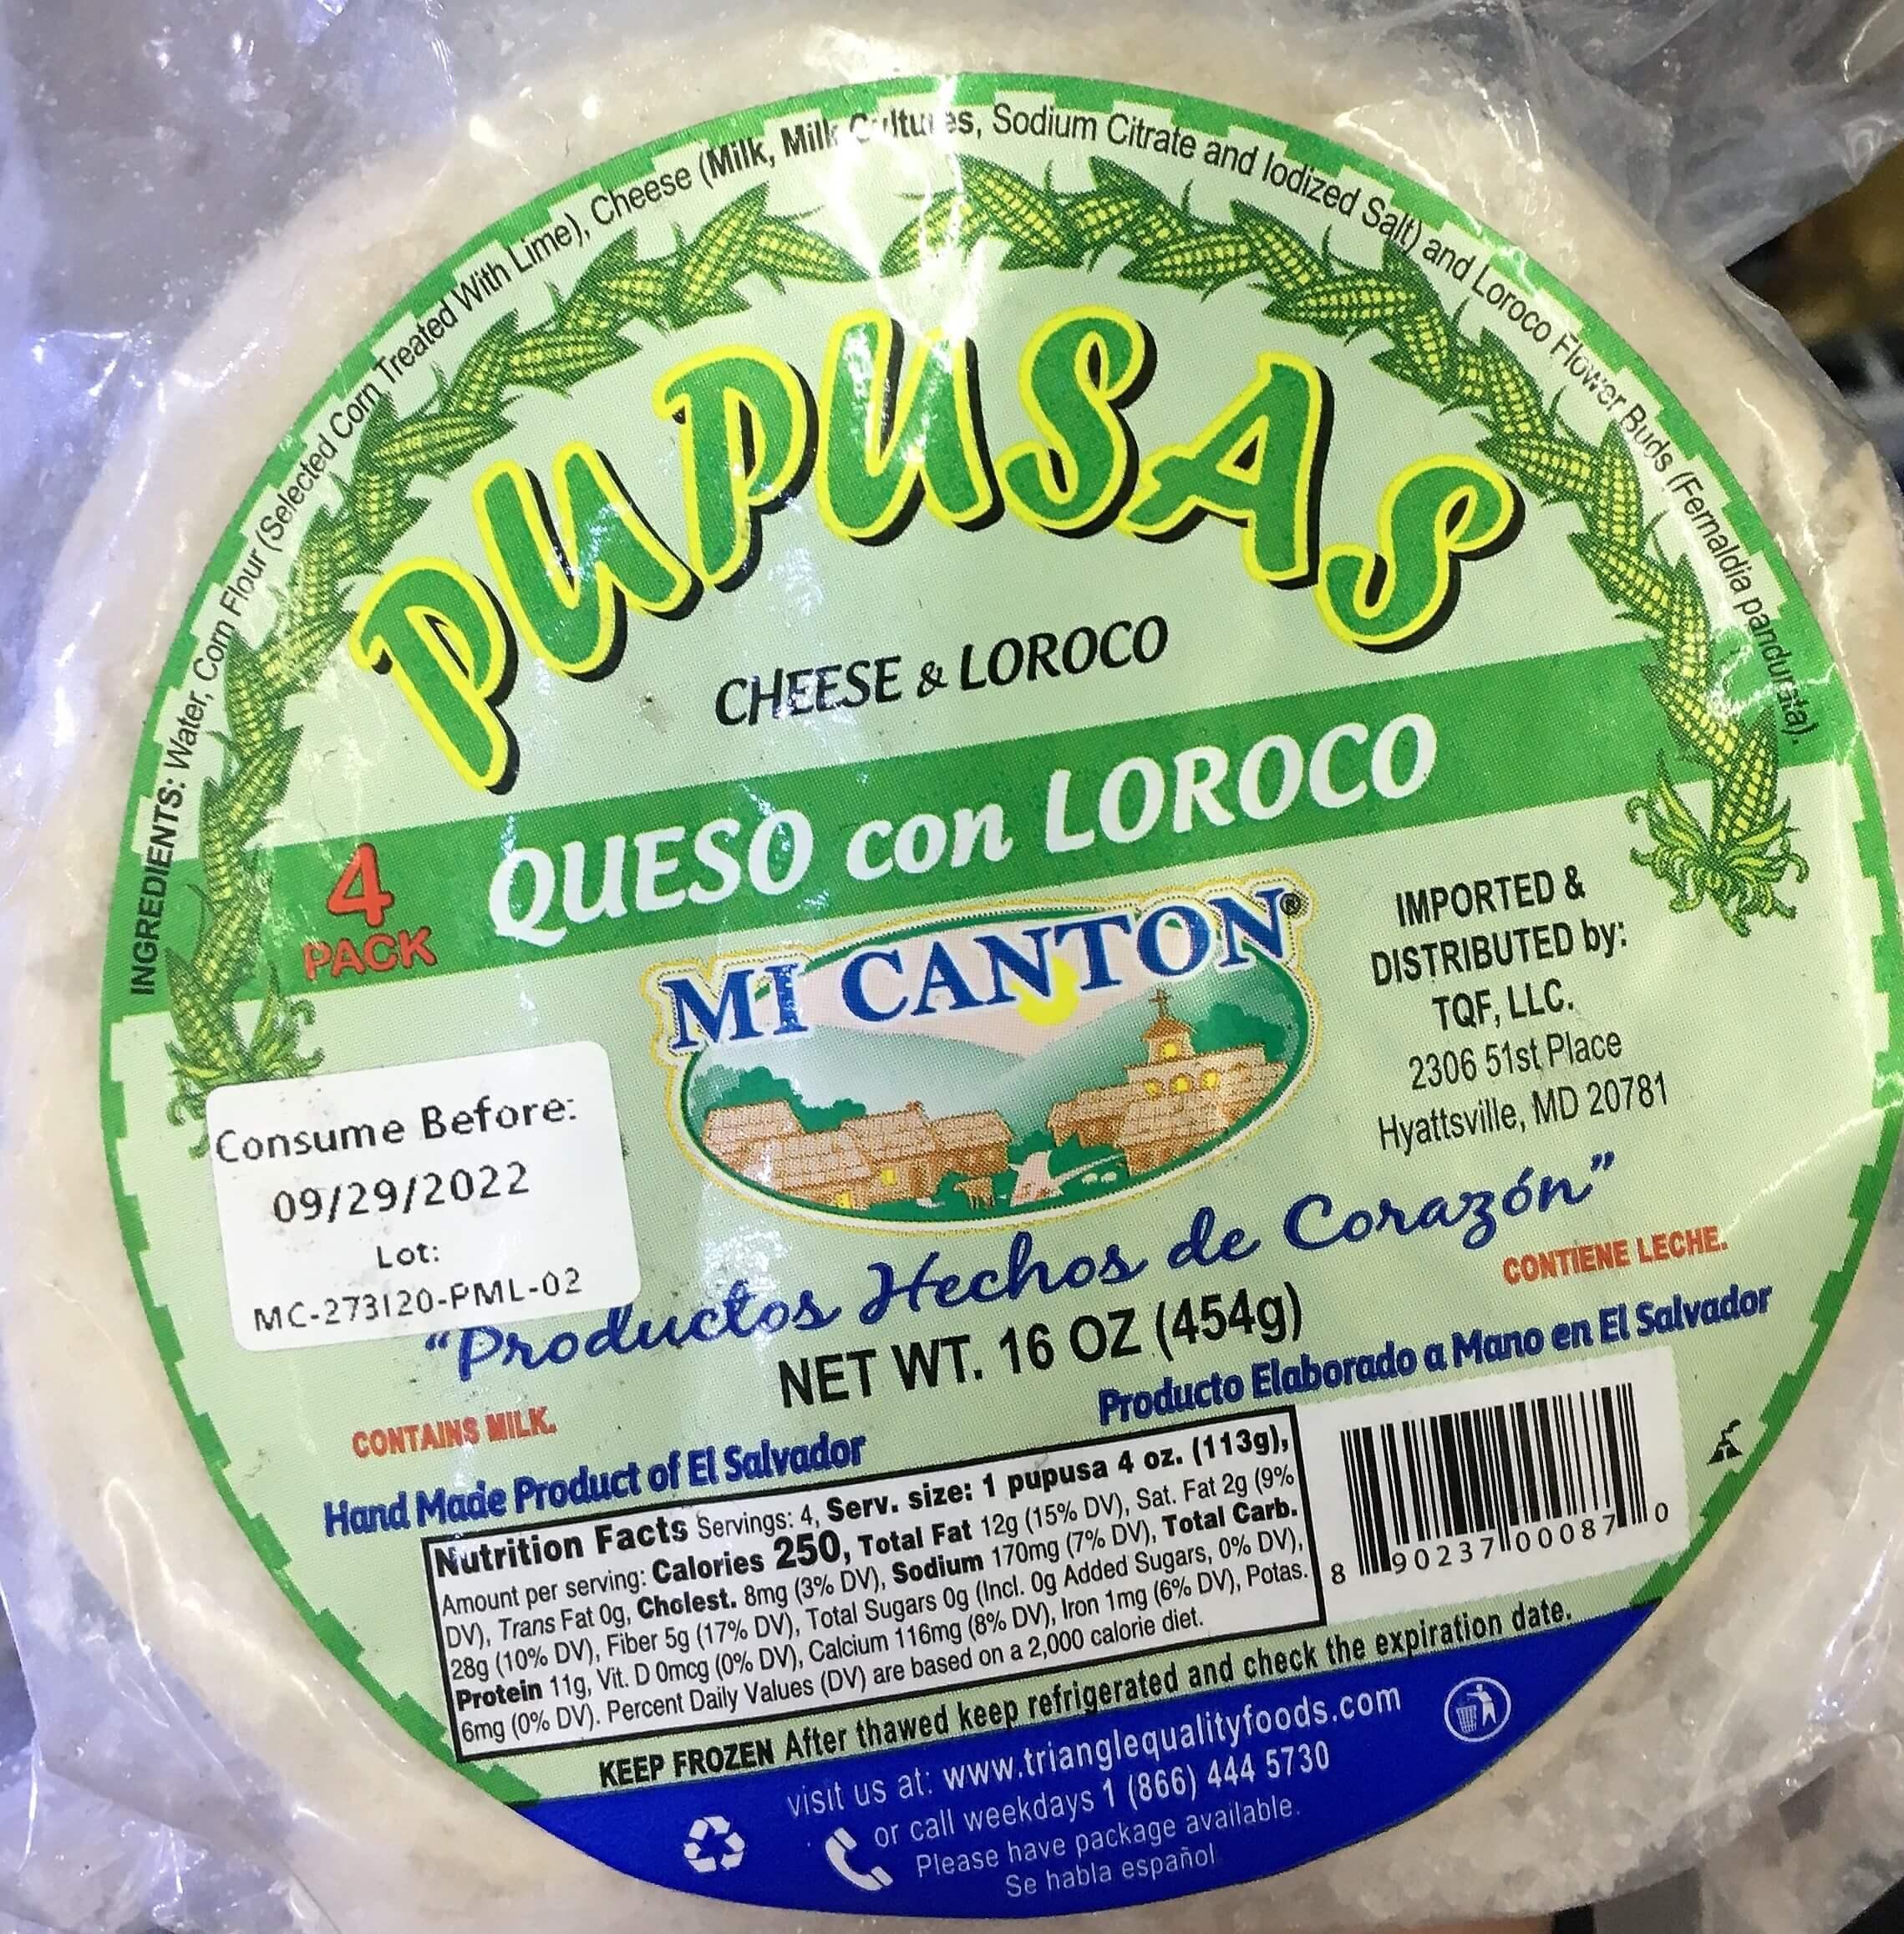 INGREDIENTS: Water, Corn Flour (Selected Corn Treated With Lime), Cheese (Milk, Milk Cultures, Sodium Citrate and Iodized Salt) and Loroco Flower Buds (Fernaldia pandurata).
PUPUSAS
CHEESE & LOROCO
QUESO con LOROCO
4
PACK
MI CANTON®
IMPORTED &
DISTRIBUTED by:
TQF, LLC.
2306 51st Place
Hyattsville, MD 20781
Consume Before:
09/29/2022
Lot:
MC-273120-PML-02
"Productos Hechos de Corazón"
NET WT. 16 OZ (454g)
CONTIENE LECHE.
Producto Elaborado a Mano en El Salvador
CONTAINS MILK.
Hand Made Product of El Salvador
Nutrition Facts Servings: 4, Serv. size: 1 pupusa 4 oz. (113g),
Amount per serving: Calories 250, Total Fat 12g (15% DV), Sat. Fat 2g (9%
DV), Trans Fat 0g, Cholest. 8mg (3% DV), Sodium 170mg (7% DV), Total Carb.
28g (10% DV), Fiber 5g (17% DV), Total Sugars 0g (Incl. 0g Added Sugars, 0% DV),
Protein 11g, Vit. D 0mcg (0% DV), Calcium 116mg (8% DV), Iron 1mg (6% DV), Potas.
6mg (0% DV). Percent Daily Values (DV) are based on a 2,000 calorie diet.
8 90237 00087 0
KEEP FROZEN After thawed keep refrigerated and check the expiration date.
visit us at: www.trianglequalityfoods.com
or call weekdays 1 (866) 444 5730
Please have package available.
Se habla español